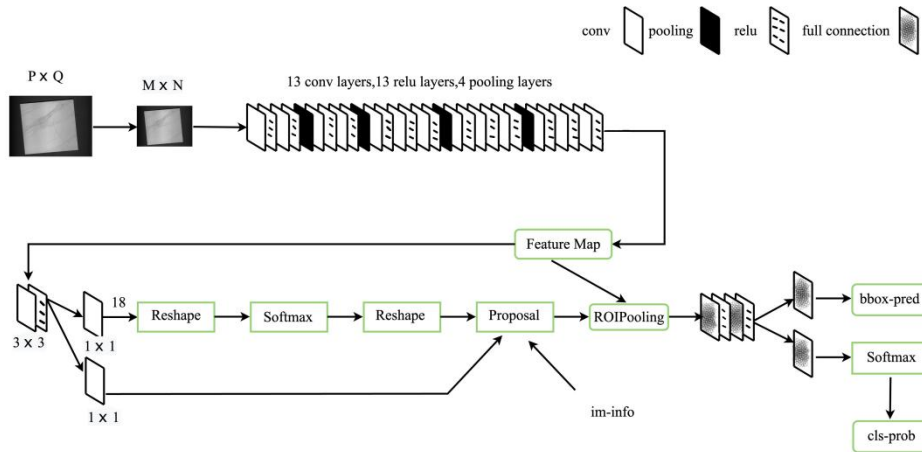 conv pooling relu full connection
P x Q
M x N
13 conv layers,13 relu layers,4 pooling layers
Feature Map
18
Reshape
Softmax
Reshape
Proposal
ROIPooling
bbox-pred
3 x 3
1 x 1
Softmax
1 x 1
im-info
cls-prob